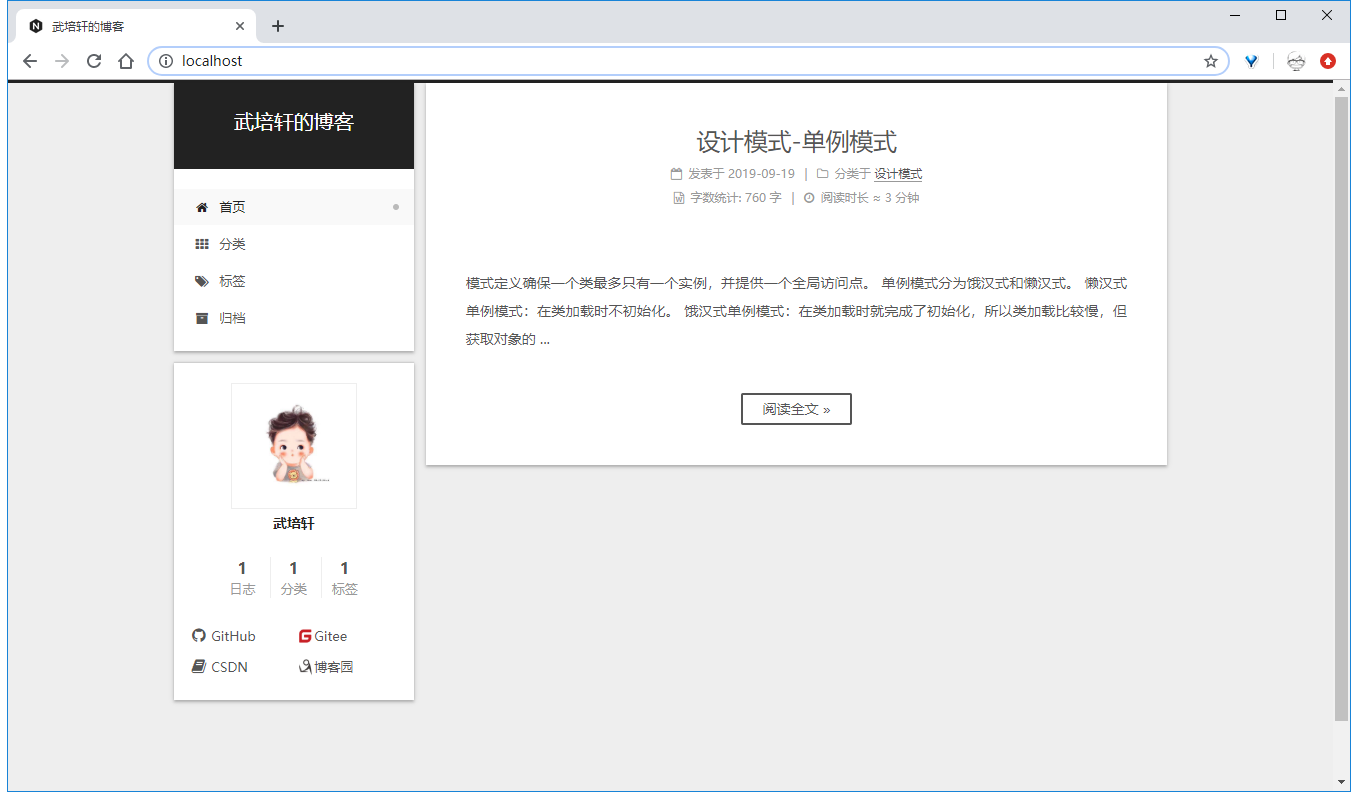 武培轩的博客
localhost
武培轩的博客
首页
分类
标签
归档
武培轩
1 1 1
日志 分类 标签
GitHub Gitee
CSDN 博客园
设计模式-单例模式
发表于 2019-09-19 | 分类于 设计模式
字数统计: 760 字 | 阅读时长 ≈ 3 分钟
模式定义确保一个类最多只有一个实例，并提供一个全局访问点。 单例模式分为饿汉式和懒汉式。 懒汉式
单例模式：在类加载时不初始化。 饿汉式单例模式：在类加载时就完成了初始化，所以类加载比较慢，但
获取对象的 ...
阅读全文 »